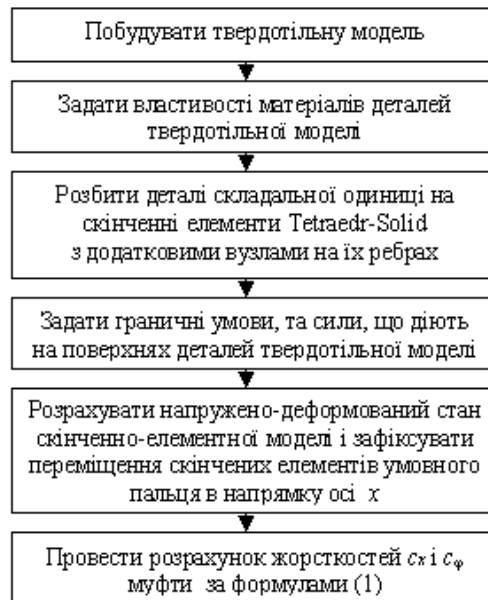 Побудувати твердотільну модель
Задати властивості матеріалів деталей
твердотільної моделі
Розбити деталі складальної одиниці на
скінченні елементи Tetraedr-Solid
з додатковими вузлами на їх ребрах
Задати граничні умови, та сили, що діють
на поверхнях деталей твердотільної моделі
Розрахувати напружено-деформований стан
скінченно-елементної моделі і зафіксувати
переміщення скінчених елементів умовного
пальця в напрямку осі x
Провести розрахунок жорсткостей cx і cφ
муфти за формулами (1)